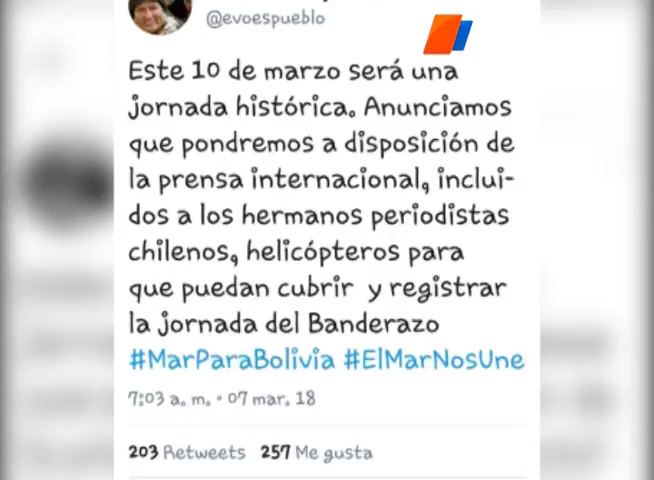 @evoespueblo
Este 10 de marzo será una
jornada histórica. Anunciamos
que pondremos a disposición de
la prensa internacional, inclui-
dos a los hermanos periodistas
chilenos, helicópteros para
que puedan cubrir y registrar
la jornada del Banderazo
#MarParaBolivia #ElMarNosUne
7:03 a. m. • 07 mar. 18
203 Retweets 257 Me gusta